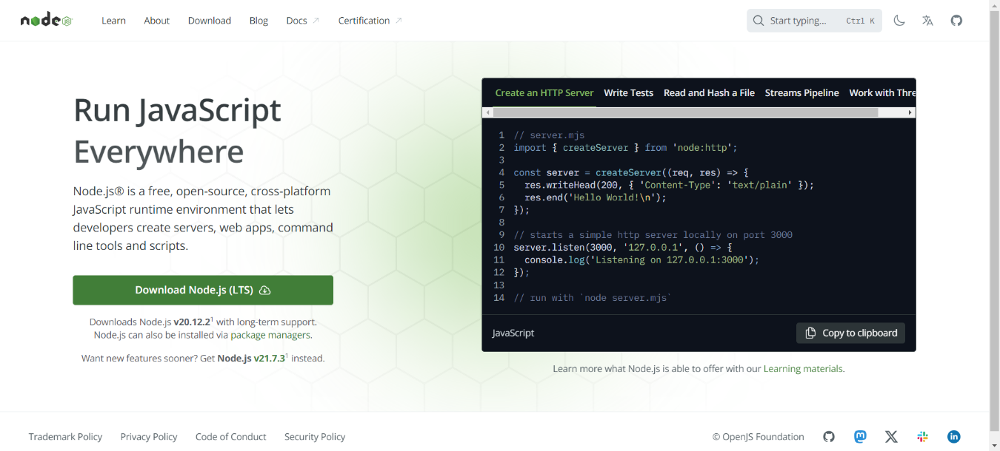 node JS
Learn About Download Blog Docs Certification
Start typing... Ctrl K
Run JavaScript
Everywhere
Node.js® is a free, open-source, cross-platform
JavaScript runtime environment that lets
developers create servers, web apps, command
line tools and scripts.
Download Node.js (LTS)
Downloads Node.js v20.12.2¹ with long-term support.
Node.js can also be installed via package managers.
Want new features sooner? Get Node.js v21.7.3¹ instead.
Create an HTTP Server Write Tests Read and Hash a File Streams Pipeline Work with Thre
1 // server.mjs
2 import { createServer } from 'node:http';
3
4 const server = createServer((req, res) => {
5   res.writeHead(200, { 'Content-Type': 'text/plain' });
6   res.end('Hello World!\n');
7 });
8
9 // starts a simple http server locally on port 3000
10 server.listen(3000, '127.0.0.1', () => {
11   console.log('Listening on 127.0.0.1:3000');
12 });
13
14 // run with `node server.mjs`
JavaScript Copy to clipboard
Learn more what Node.js is able to offer with our Learning materials.
Trademark Policy Privacy Policy Code of Conduct Security Policy
© OpenJS Foundation
in